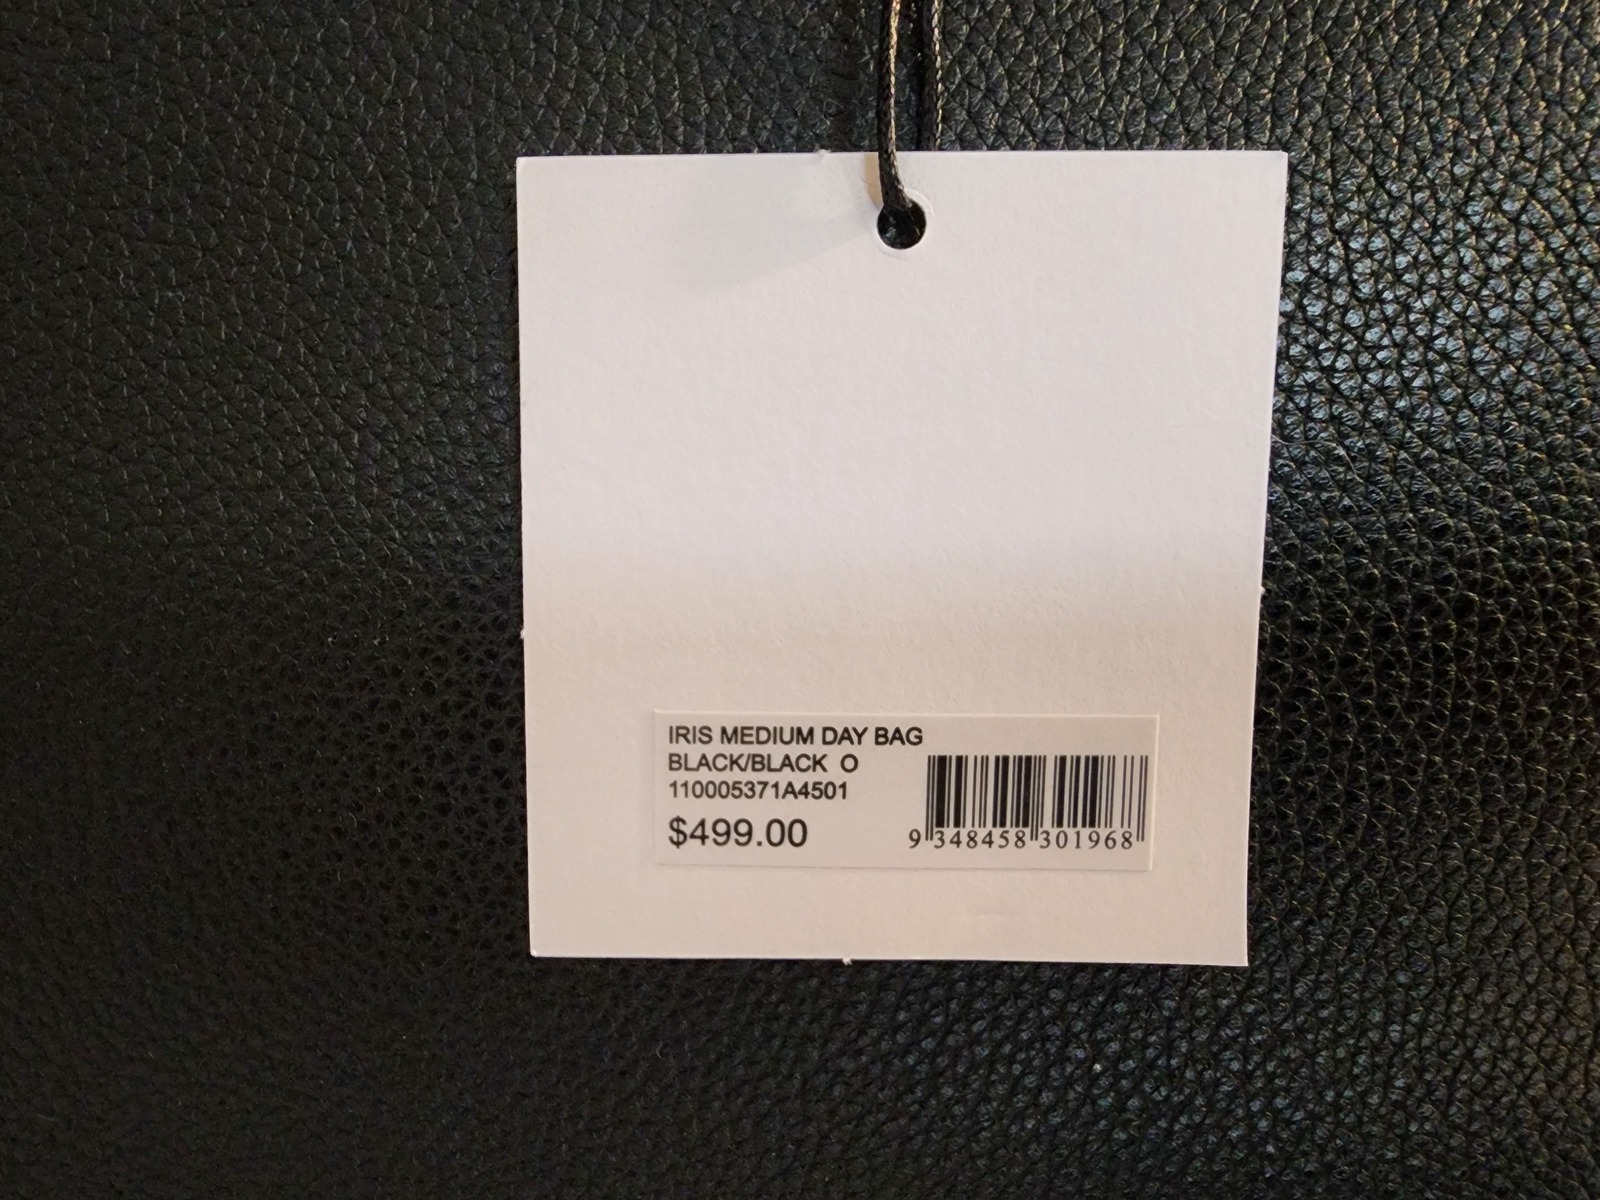 IRIS MEDIUM DAY BAG
BLACK/BLACK O
110005371A4501
$499.00
9 348458 301968